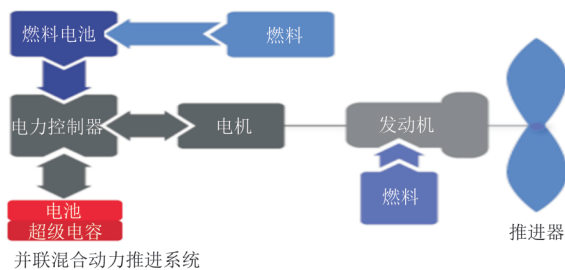 燃料电池
燃料
电力控制器
电机
发动机
燃料
电池
超级电容
推进器
并联混合动力推进系统